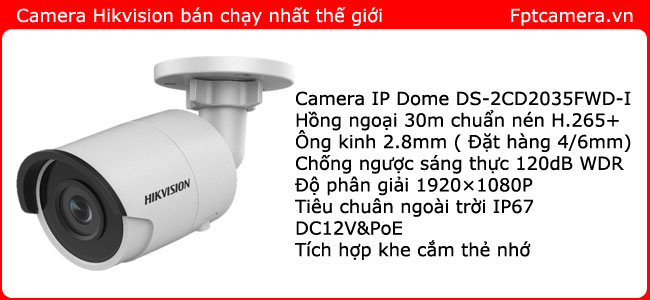 Camera Hikvision bán chạy nhất thế giới
Fptcamera.vn
HIKVISION
Camera IP Dome DS-2CD2035FWD-I
Hồng ngoại 30m chuẩn nén H.265+
Ông kinh 2.8mm ( Đặt hàng 4/6mm)
Chống ngược sáng thực 120dB WDR
Độ phân giải 1920×1080P
Tiêu chuẩn ngoài trời IP67
DC12V&PoE
Tích hợp khe cắm thẻ nhớ